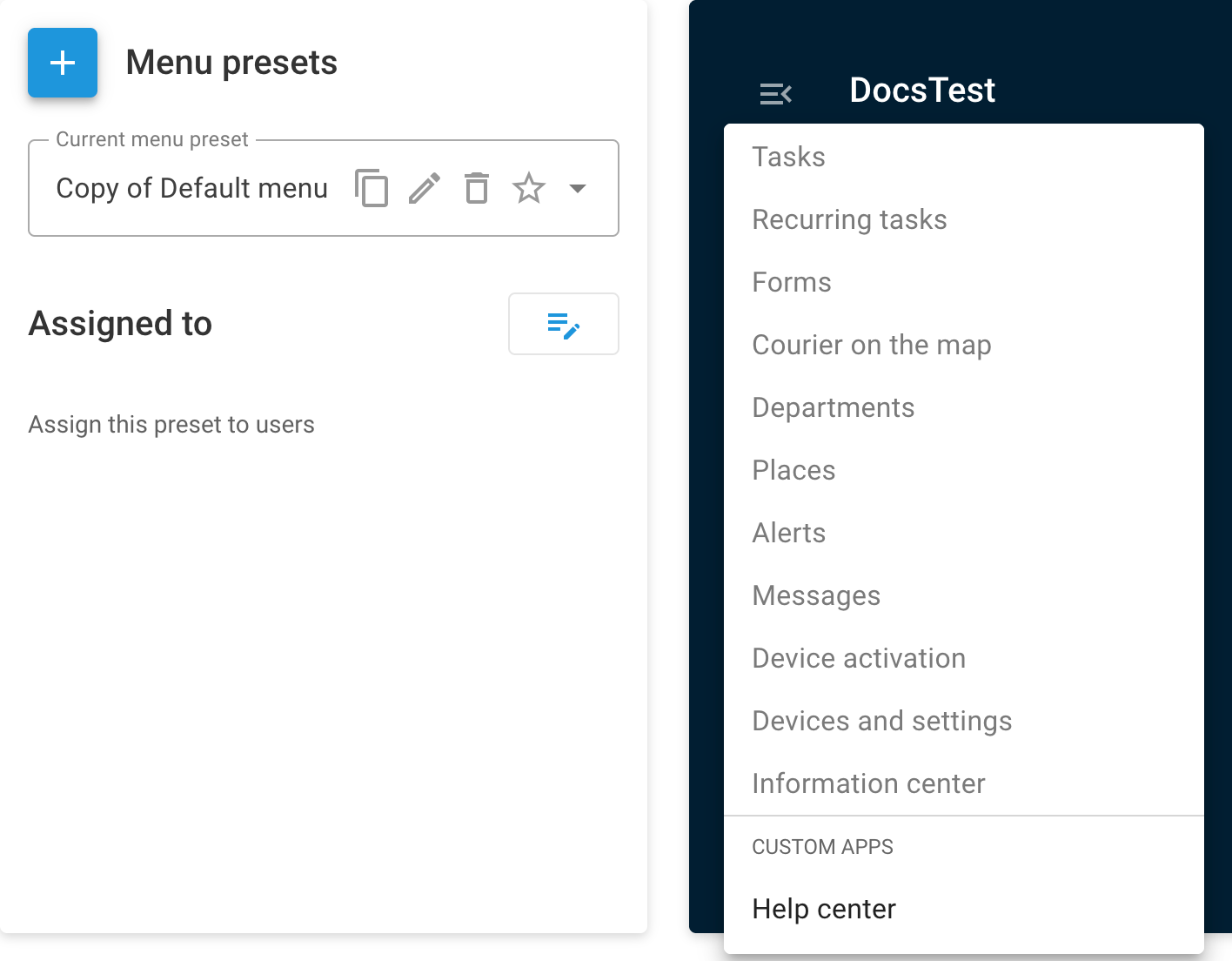 Menu presets
Current menu preset
Copy of Default menu
Assigned to
Assign this preset to users
DocsTest
Tasks
Recurring tasks
Forms
Courier on the map
Departments
Places
Alerts
Messages
Device activation
Devices and settings
Information center
CUSTOM APPS
Help center